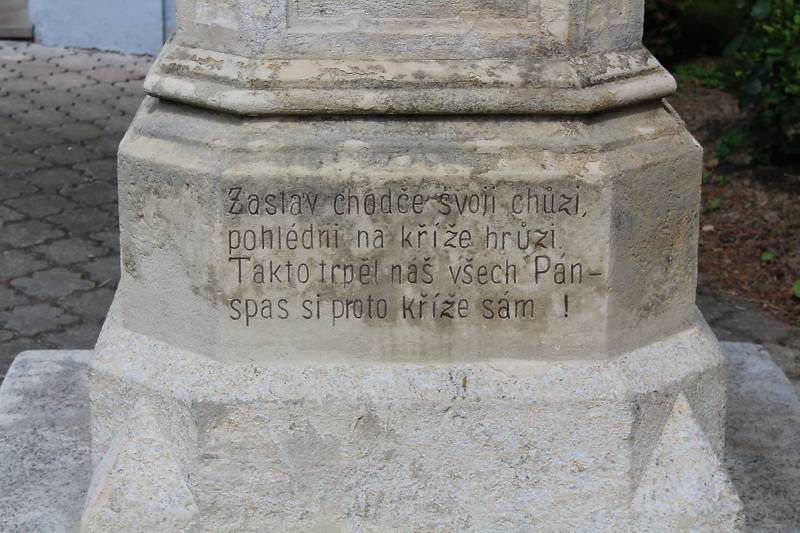 Zastav chodče svoji chůzi,
pohlédni na kříže hrůzi.
Takto trpěl náš všech Pán–
spas si proto kříže sám !